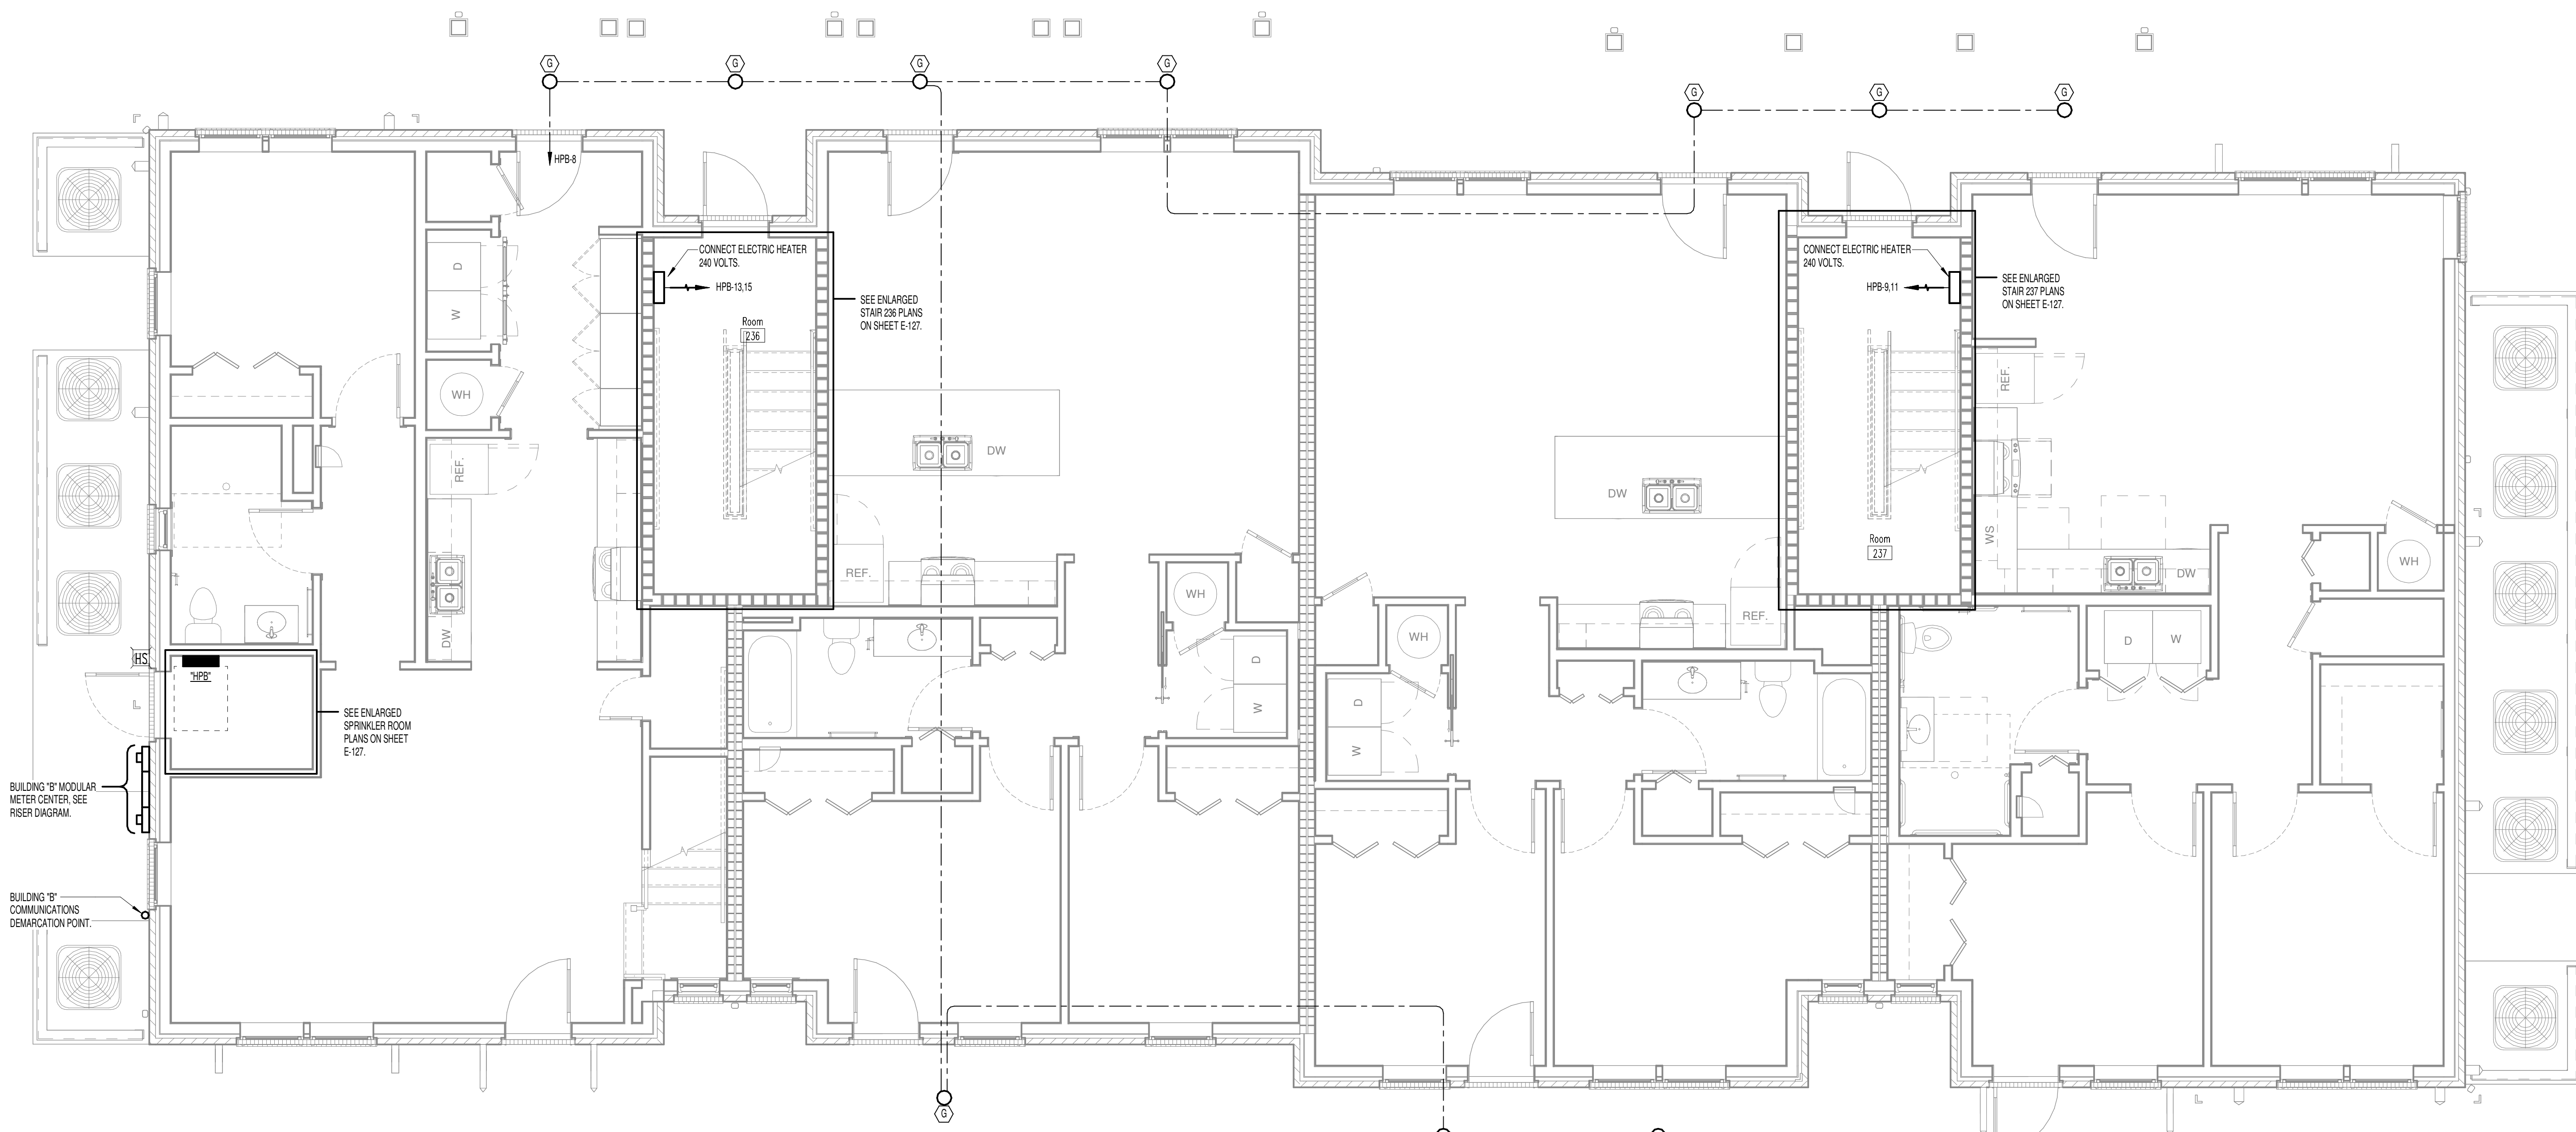 G
G
G
G
G
G
G
HPB-8
CONNECT ELECTRIC HEATER
240 VOLTS.
HPB-13,15
Room
236
SEE ENLARGED
STAIR 236 PLANS
ON SHEET E-127.
CONNECT ELECTRIC HEATER
240 VOLTS.
HPB-9,11
SEE ENLARGED
STAIR 237 PLANS
ON SHEET E-127.
D
W
WH
REF.
DW
DW
REF.
WH
D
W
DW
REF.
WH
D
W
Room
237
REF.
WS
DW
WH
D
W
HS
"HPB"
SEE ENLARGED
SPRINKLER ROOM
PLANS ON SHEET
E-127.
BUILDING "B" MODULAR
METER CENTER, SEE
RISER DIAGRAM.
BUILDING "B"
COMMUNICATIONS
DEMARCATION POINT.
G